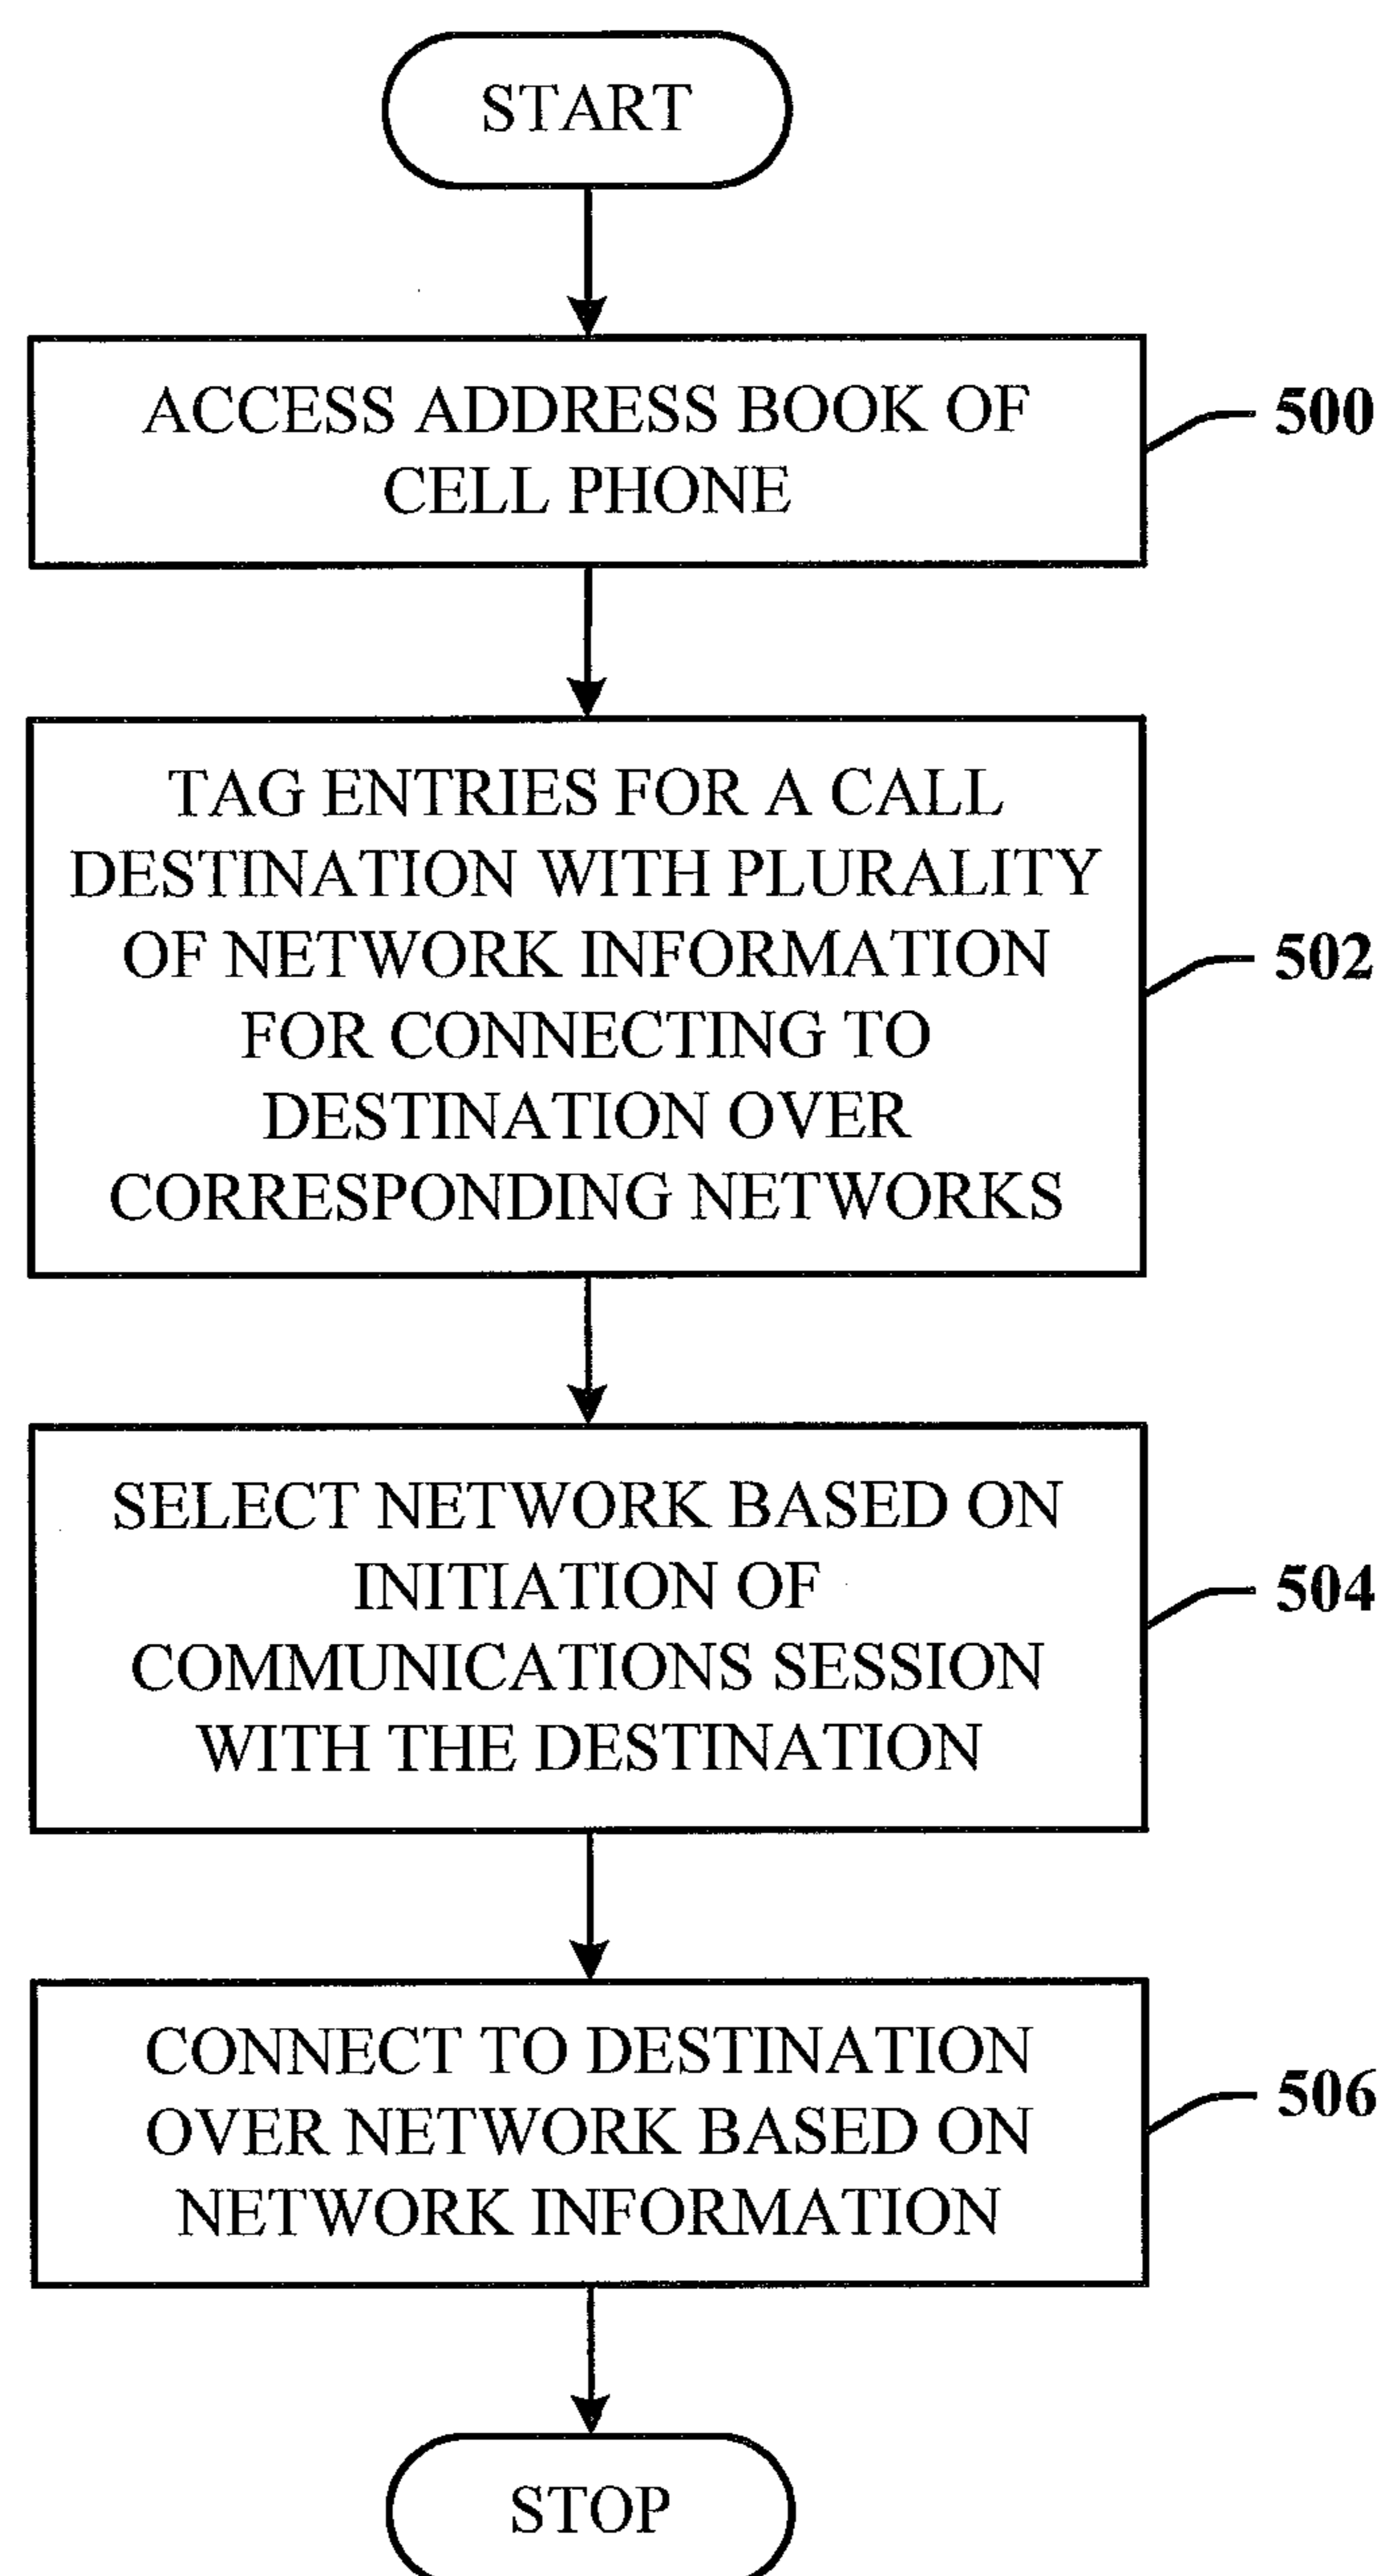 START
ACCESS ADDRESS BOOK OF
CELL PHONE
500
TAG ENTRIES FOR A CALL
DESTINATION WITH PLURALITY
OF NETWORK INFORMATION
FOR CONNECTING TO
DESTINATION OVER
CORRESPONDING NETWORKS
502
SELECT NETWORK BASED ON
INITIATION OF
COMMUNICATIONS SESSION
WITH THE DESTINATION
504
CONNECT TO DESTINATION
OVER NETWORK BASED ON
NETWORK INFORMATION
506
STOP